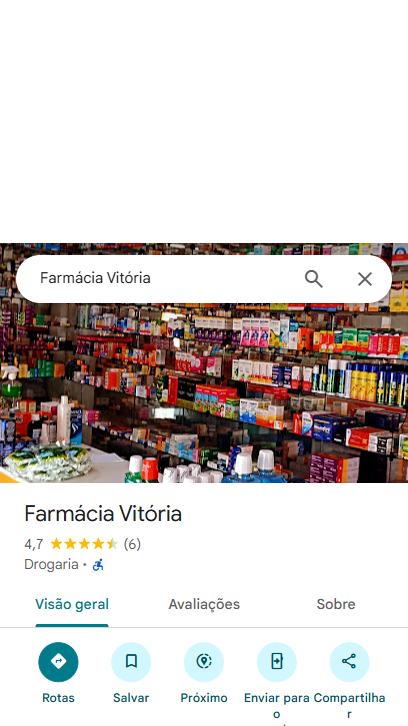 Farmácia Vitória
Farmácia Vitória
4,7 (6)
Drogaria ·
Visão geral Avaliações Sobre
Rotas Salvar Próximo Enviar para o Compartilhar